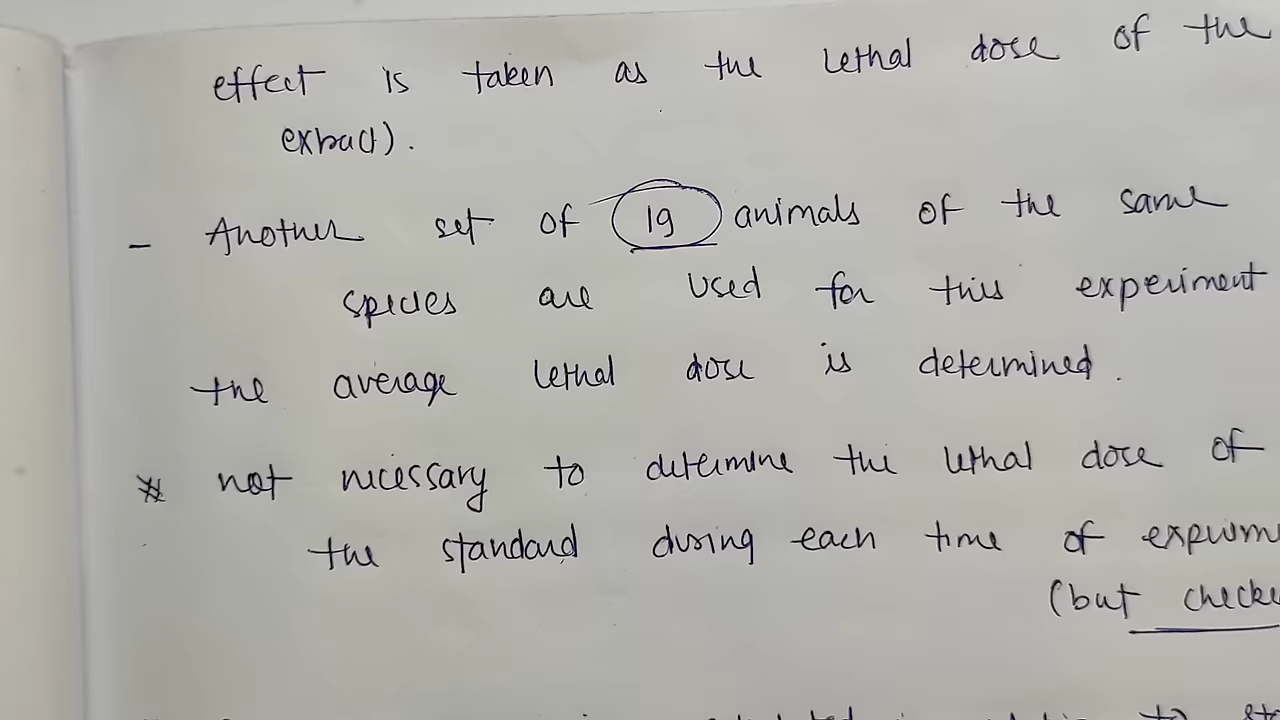 effect is taken as the lethal dose of the
extract).
- Another set of 19 animals of the same
species are used for this experiment
the average lethal dose is determined.
* not necessary to determine the lethal dose of
the standard during each time of experim
(but checke